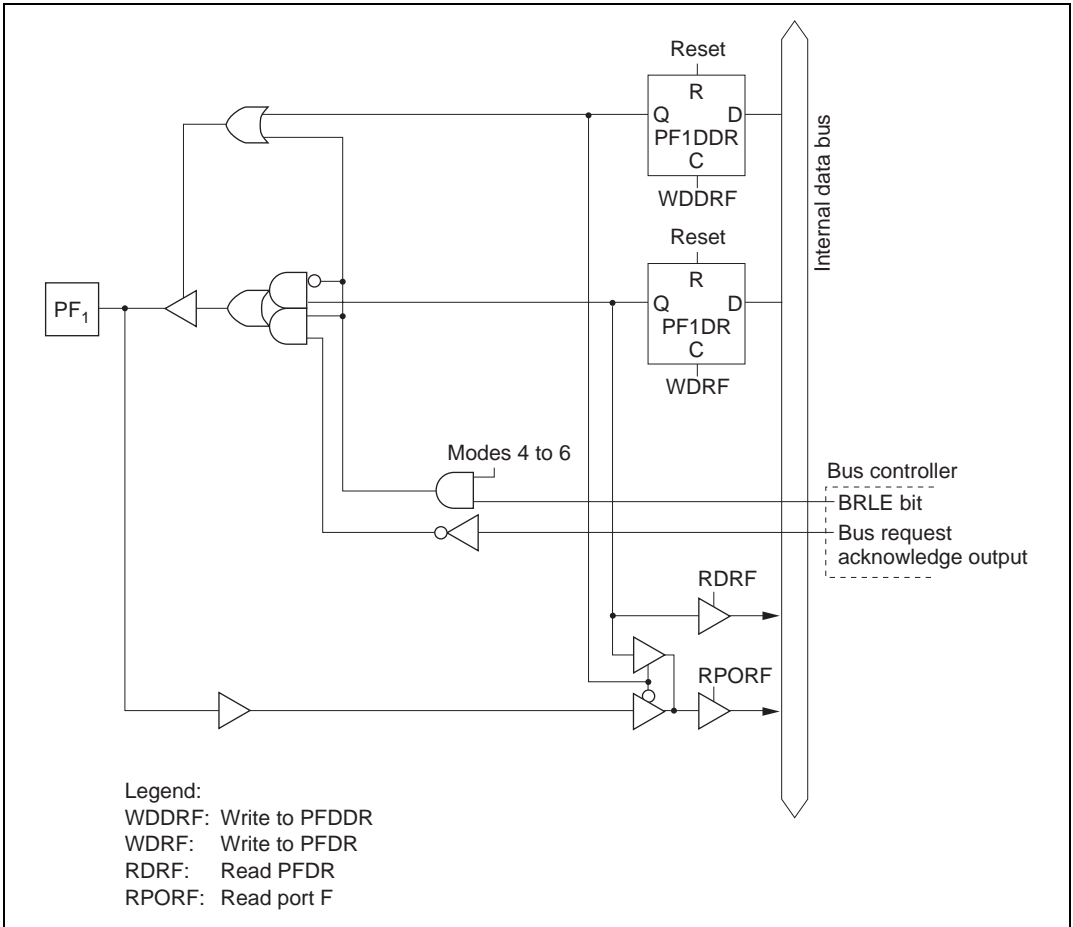 Reset
R
Q D
PF1DDR
C
WDDRF
Internal data bus
Reset
R
Q D
PF1DR
C
WDRF
PF1
Modes 4 to 6
Bus controller
BRLE bit
Bus request
acknowledge output
RDRF
RPORF
Legend:
WDDRF: Write to PFDDR
WDRF: Write to PFDR
RDRF: Read PFDR
RPORF: Read port F